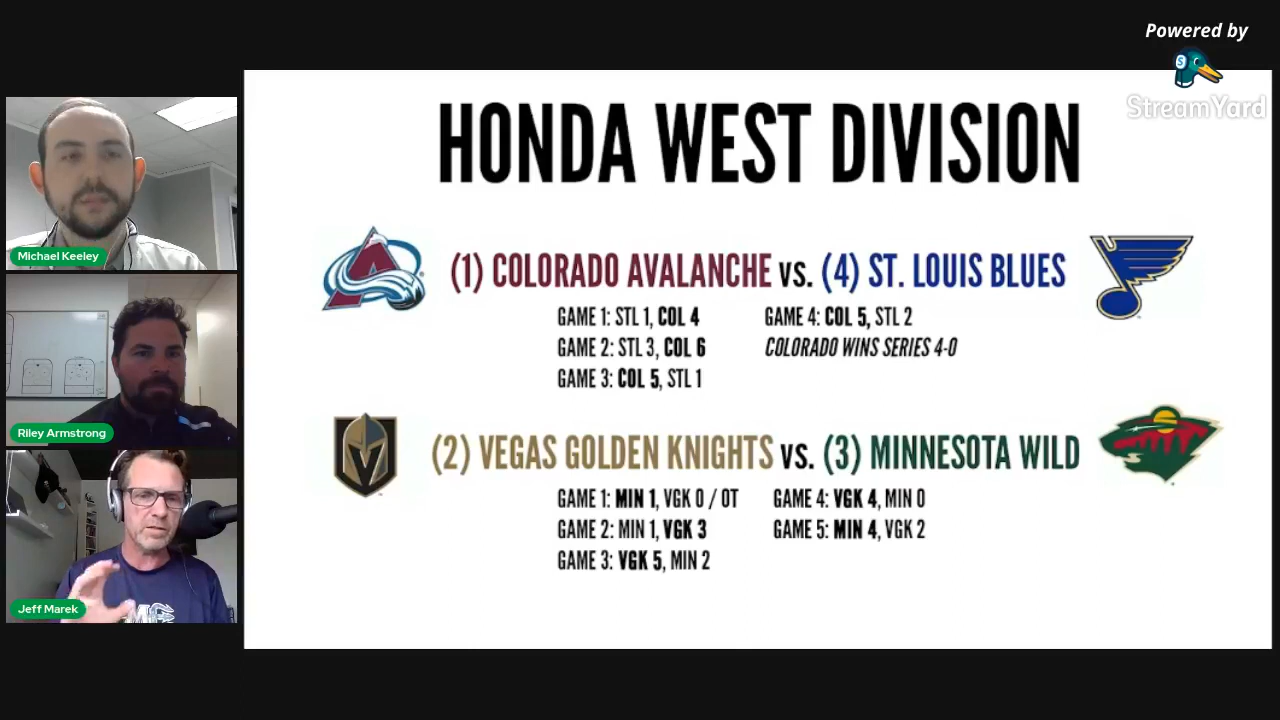 Powered by
StreamYard
HONDA WEST DIVISION
(1) COLORADO AVALANCHE VS. (4) ST. LOUIS BLUES
GAME 1: STL 1, COL 4
GAME 2: STL 3, COL 6
GAME 3: COL 5, STL 1
GAME 4: COL 5, STL 2
COLORADO WINS SERIES 4-0
(2) VEGAS GOLDEN KNIGHTS VS. (3) MINNESOTA WILD
GAME 1: MIN 1, VGK 0 / OT
GAME 2: MIN 1, VGK 3
GAME 3: VGK 5, MIN 2
GAME 4: VGK 4, MIN 0
GAME 5: MIN 4, VGK 2
Michael Keeley
Riley Armstrong
Jeff Marek